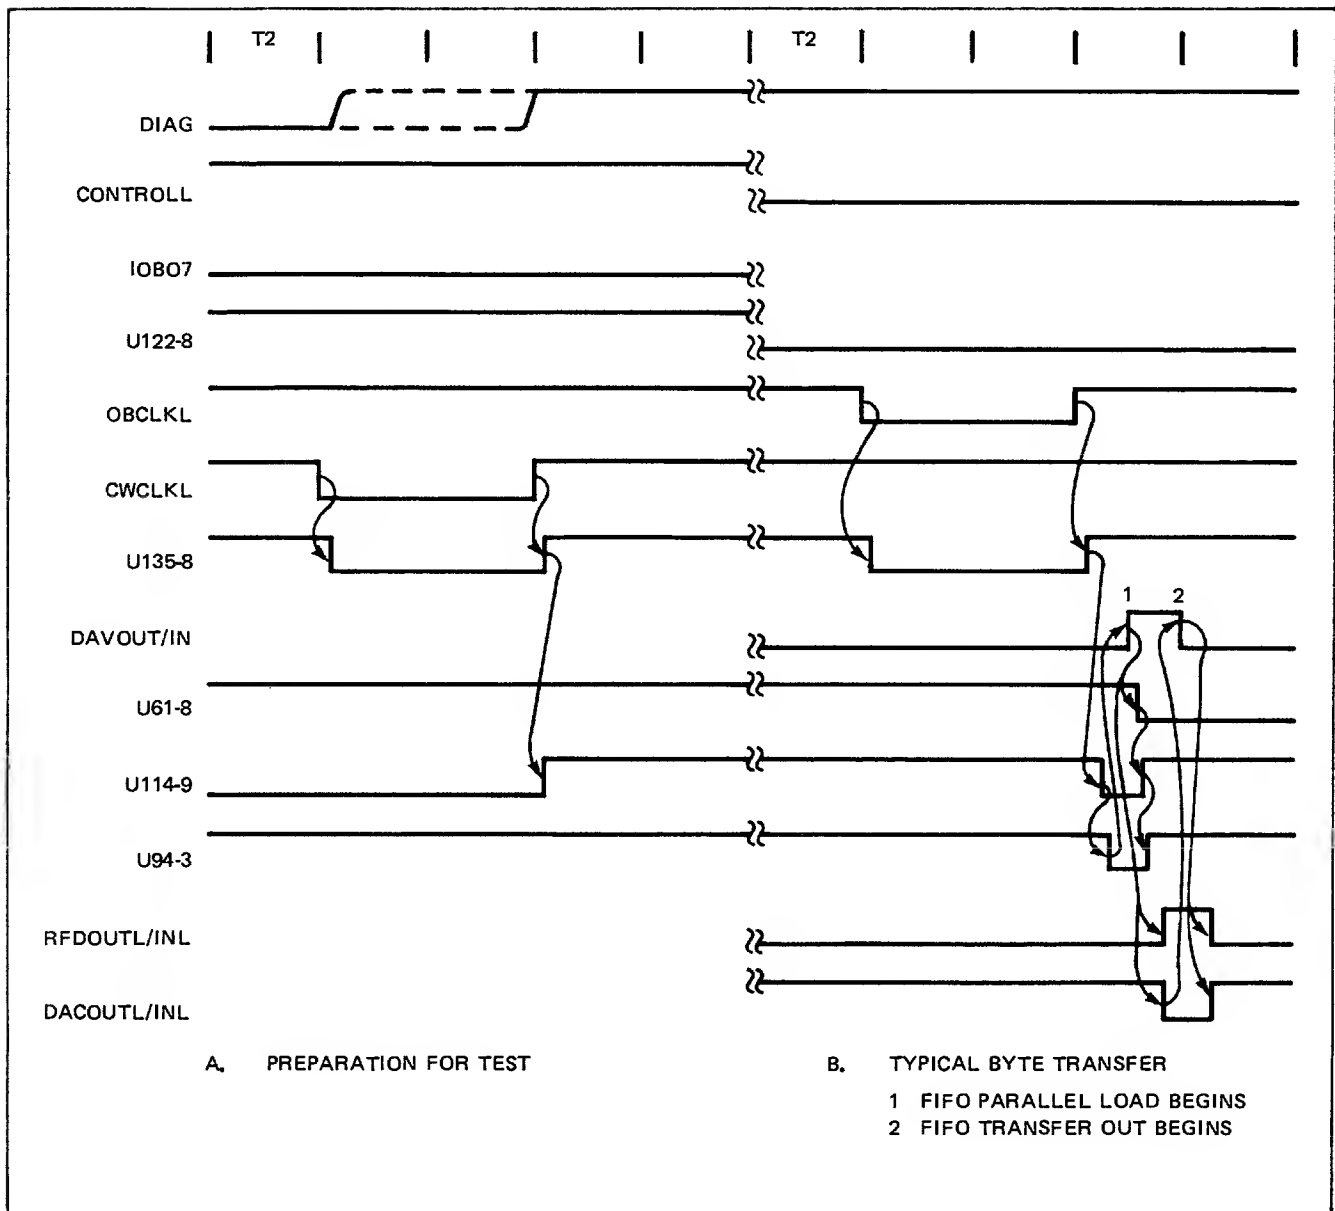 T2 T2
DIAG
CONTROLL
IOBO7
U122-8
OBCLKL
CWCLKL
U135-8
1 2
DAVOUT/IN
U61-8
U114-9
U94-3
RFDOUTL/INL
DACOUTL/INL
A. PREPARATION FOR TEST
B. TYPICAL BYTE TRANSFER
1 FIFO PARALLEL LOAD BEGINS
2 FIFO TRANSFER OUT BEGINS